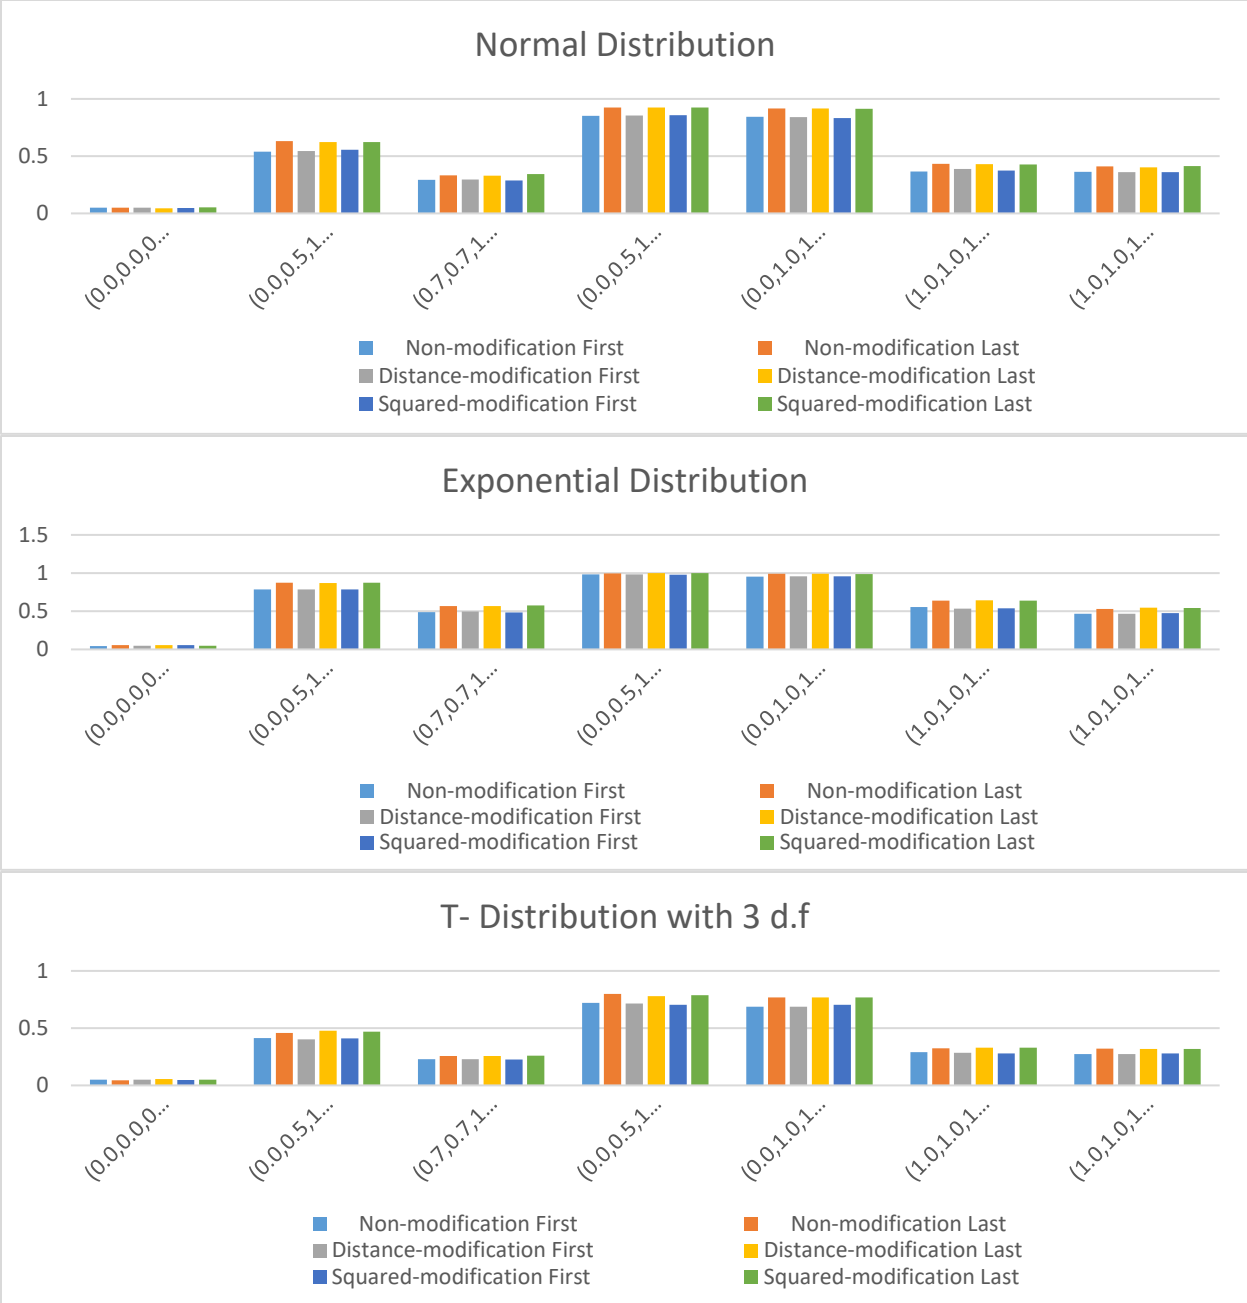 Normal Distribution
1
0.5
0
(0.0,0.0,0... (0.0,0.5,1... (0.7,0.7,1... (0.0,0.5,1... (0.0,1.0,1... (1.0,1.0,1... (1.0,1.0,1...
Non-modification First Non-modification Last
Distance-modification First Distance-modification Last
Squared-modification First Squared-modification Last
Exponential Distribution
1.5
1
0.5
0
(0.0,0.0,0... (0.0,0.5,1... (0.7,0.7,1... (0.0,0.5,1... (0.0,1.0,1... (1.0,1.0,1... (1.0,1.0,1...
Non-modification First Non-modification Last
Distance-modification First Distance-modification Last
Squared-modification First Squared-modification Last
T- Distribution with 3 d.f
1
0.5
0
(0.0,0.0,0... (0.0,0.5,1... (0.7,0.7,1... (0.0,0.5,1... (0.0,1.0,1... (1.0,1.0,1... (1.0,1.0,1...
Non-modification First Non-modification Last
Distance-modification First Distance-modification Last
Squared-modification First Squared-modification Last